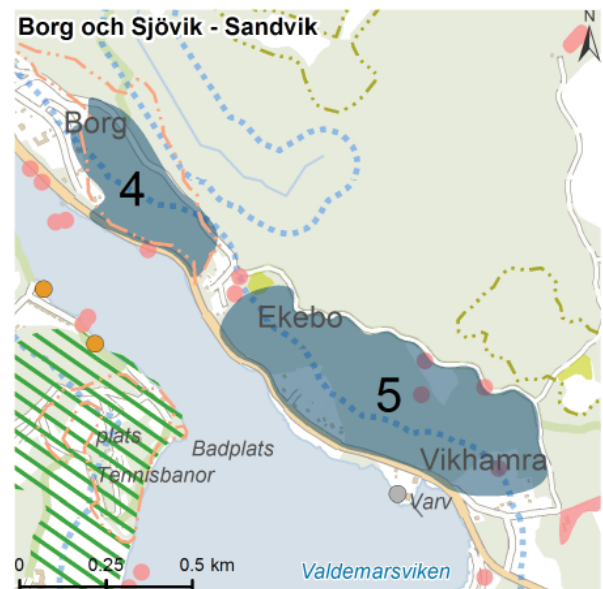 Borg och Sjövik - Sandvik
N
Borg
4
Ekebo
5
plats
Badplats
Tennisbanor
Vikhamra
Varv
0 0.25 0.5 km
Valdemarsviken